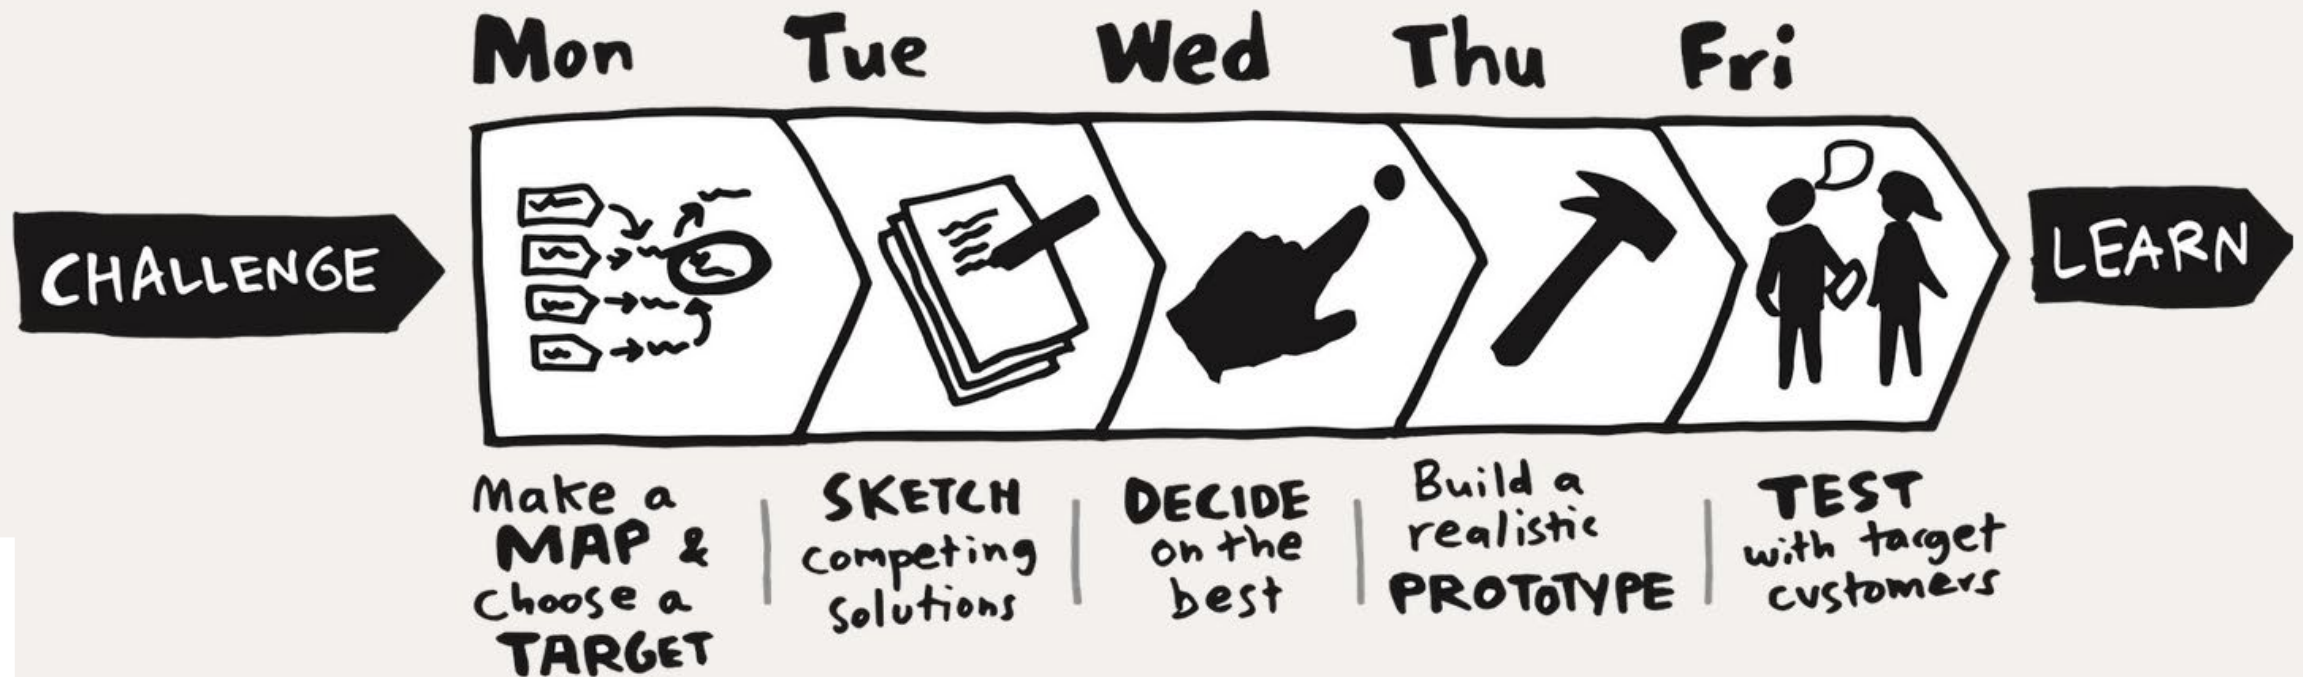 Mon
Tue
Wed
Thu
Fri
CHALLENGE
LEARN
Make a
MAP &
choose a
TARGET
SKETCH
competing
solutions
DECIDE
on the
best
Build a
realistic
PROTOTYPE
TEST
with target
customers